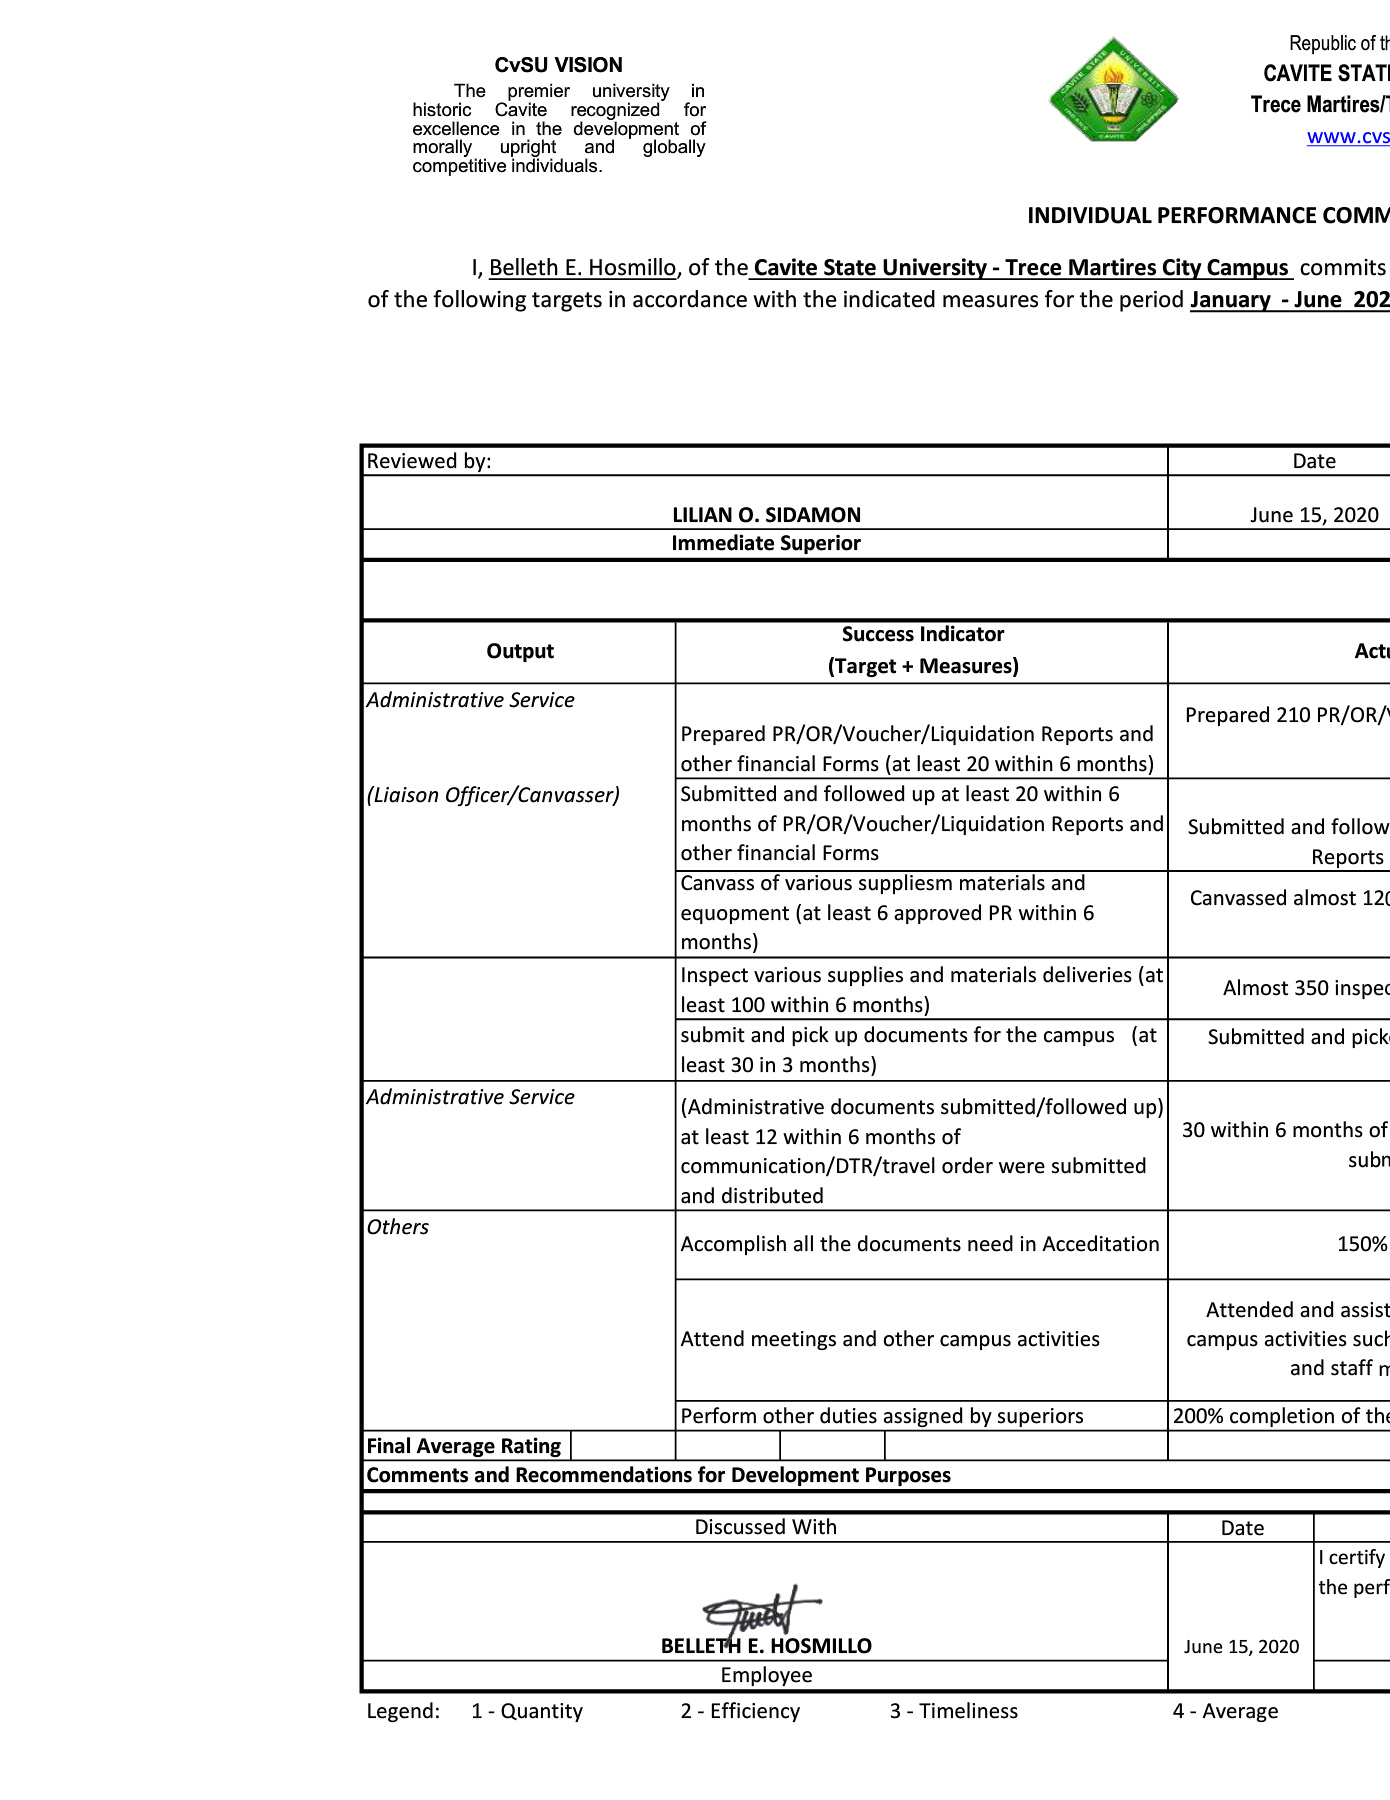 CvSU VISION
The premier university in
historic Cavite recognized for
excellence in the development of
morally upright and globally
competitive individuals.
CAVITE STATE UNIVERSITY
CAVITE
Republic of th
CAVITE STATE
Trece Martires/T
www.cvs
INDIVIDUAL PERFORMANCE COMM
I, Belleth E. Hosmillo, of the Cavite State University - Trece Martires City Campus commits
of the following targets in accordance with the indicated measures for the period January - June 202
Reviewed by:
Date
LILIAN O. SIDAMON
June 15, 2020
Immediate Superior
Output
Success Indicator
(Target + Measures)
Actu
Administrative Service
Prepared PR/OR/Voucher/Liquidation Reports and
other financial Forms (at least 20 within 6 months)
Prepared 210 PR/OR/V
(Liaison Officer/Canvasser)
Submitted and followed up at least 20 within 6
months of PR/OR/Voucher/Liquidation Reports and
other financial Forms
Submitted and follow
Reports
Canvass of various suppliesm materials and
equopment (at least 6 approved PR within 6
months)
Canvassed almost 120
Inspect various supplies and materials deliveries (at
least 100 within 6 months)
Almost 350 inspec
submit and pick up documents for the campus (at
least 30 in 3 months)
Submitted and picke
Administrative Service
(Administrative documents submitted/followed up)
at least 12 within 6 months of
communication/DTR/travel order were submitted
and distributed
30 within 6 months of
subm
Others
Accomplish all the documents need in Acceditation
150%
Attend meetings and other campus activities
Attended and assist
campus activities such
and staff m
Perform other duties assigned by superiors
200% completion of the
Final Average Rating
Comments and Recommendations for Development Purposes
Discussed With
Date
I certify
the perf
BELLETH E. HOSMILLO
June 15, 2020
Employee
Legend: 1 - Quantity 2 - Efficiency 3 - Timeliness 4 - Average